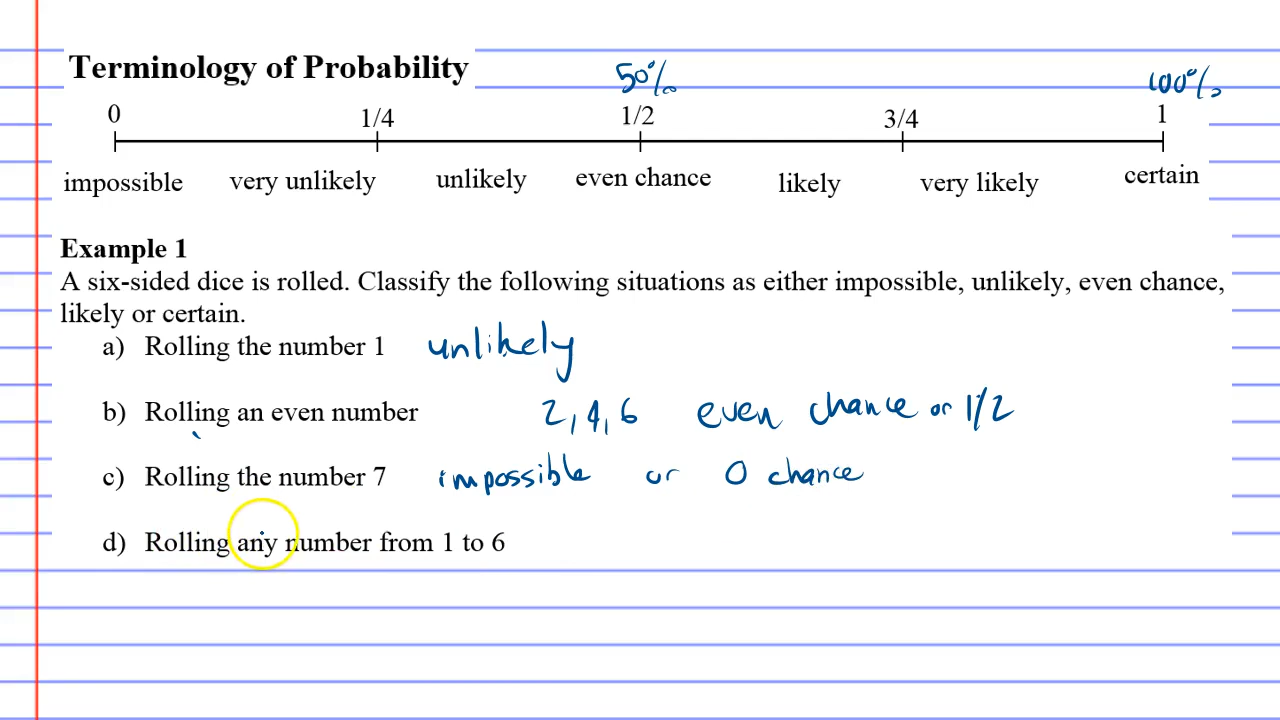 Terminology of Probability
50% 100%
0 1/4 1/2 3/4 1
impossible very unlikely unlikely even chance likely very likely certain
Example 1
A six-sided dice is rolled. Classify the following situations as either impossible, unlikely, even chance,
likely or certain.
a) Rolling the number 1 unlikely
b) Rolling an even number 2, 4, 6 even chance or 1/2
c) Rolling the number 7 impossible or 0 chance
d) Rolling any number from 1 to 6